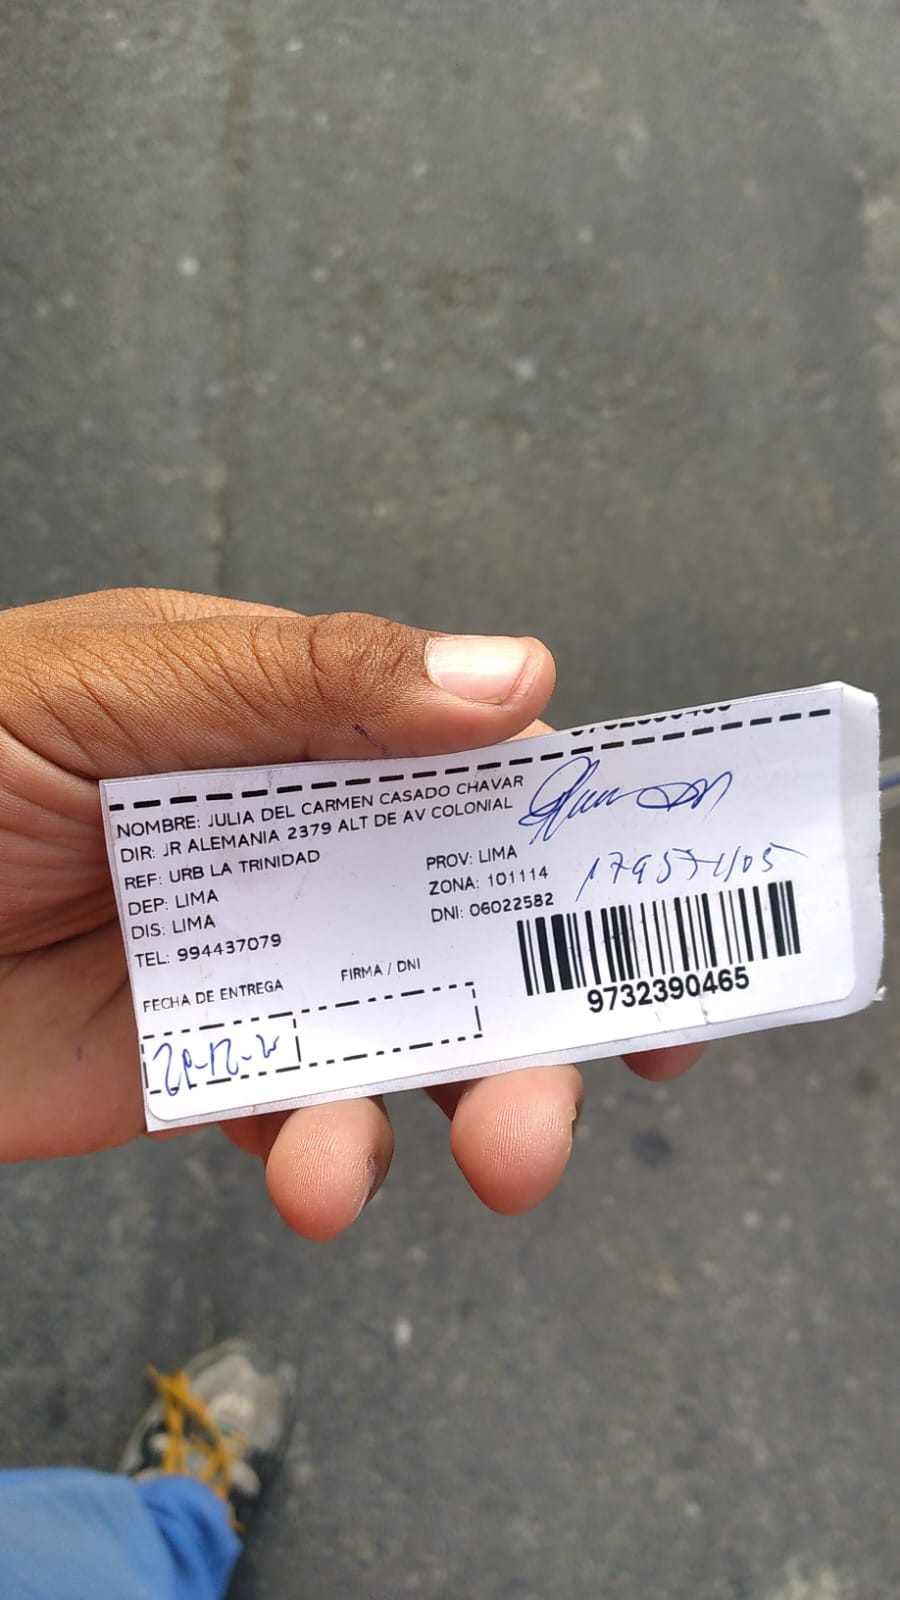 NOMBRE: JULIA DEL CARMEN CASADO CHAVAR
DIR: JR ALEMANIA 2379 ALT DE AV COLONIAL
REF: URB LA TRINIDAD
DEP: LIMA
PROV: LIMA
DIS: LIMA
ZONA: 101114
TEL: 994437079
DNI: 06022582
FECHA DE ENTREGA
FIRMA / DNI
9732390465